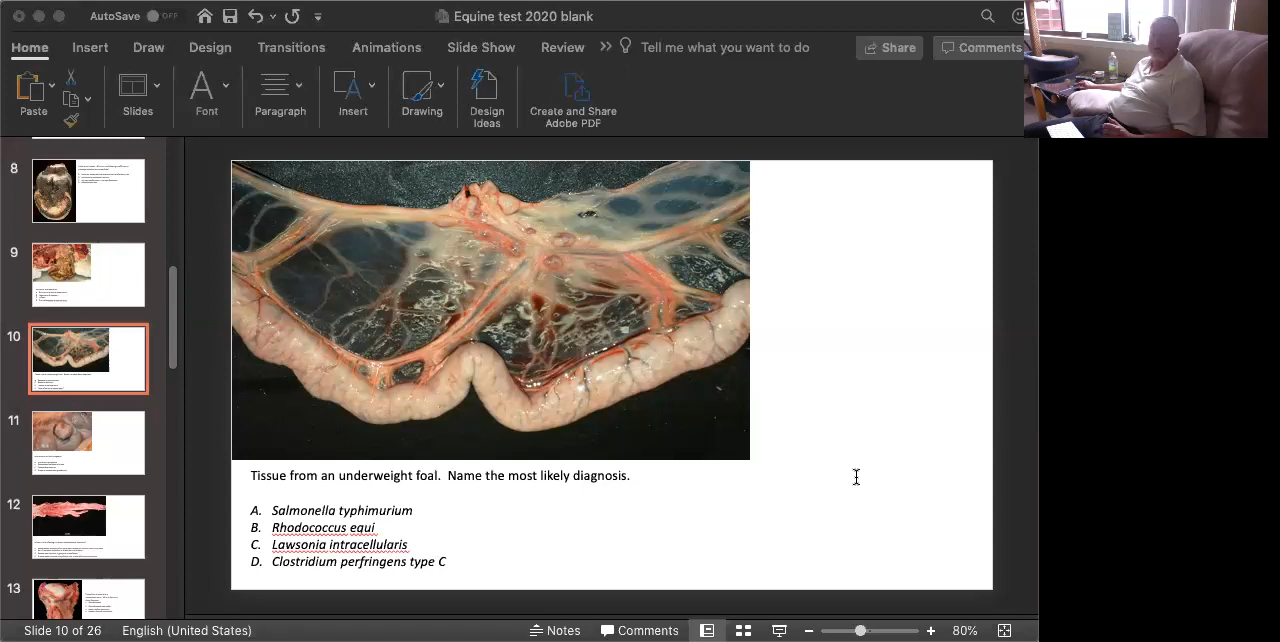 AutoSave OFF
Equine test 2020 blank
Home Insert Draw Design Transitions Animations Slide Show Review Tell me what you want to do Share Comments
Paste Slides Font Paragraph Insert Drawing Design Ideas Create and Share Adobe PDF
8
9
10
11
12
13
Tissue from an underweight foal. Name the most likely diagnosis.
A. Salmonella typhimurium
B. Rhodococcus equi
C. Lawsonia intracellularis
D. Clostridium perfringens type C
Slide 10 of 26 English (United States) Notes Comments 80%